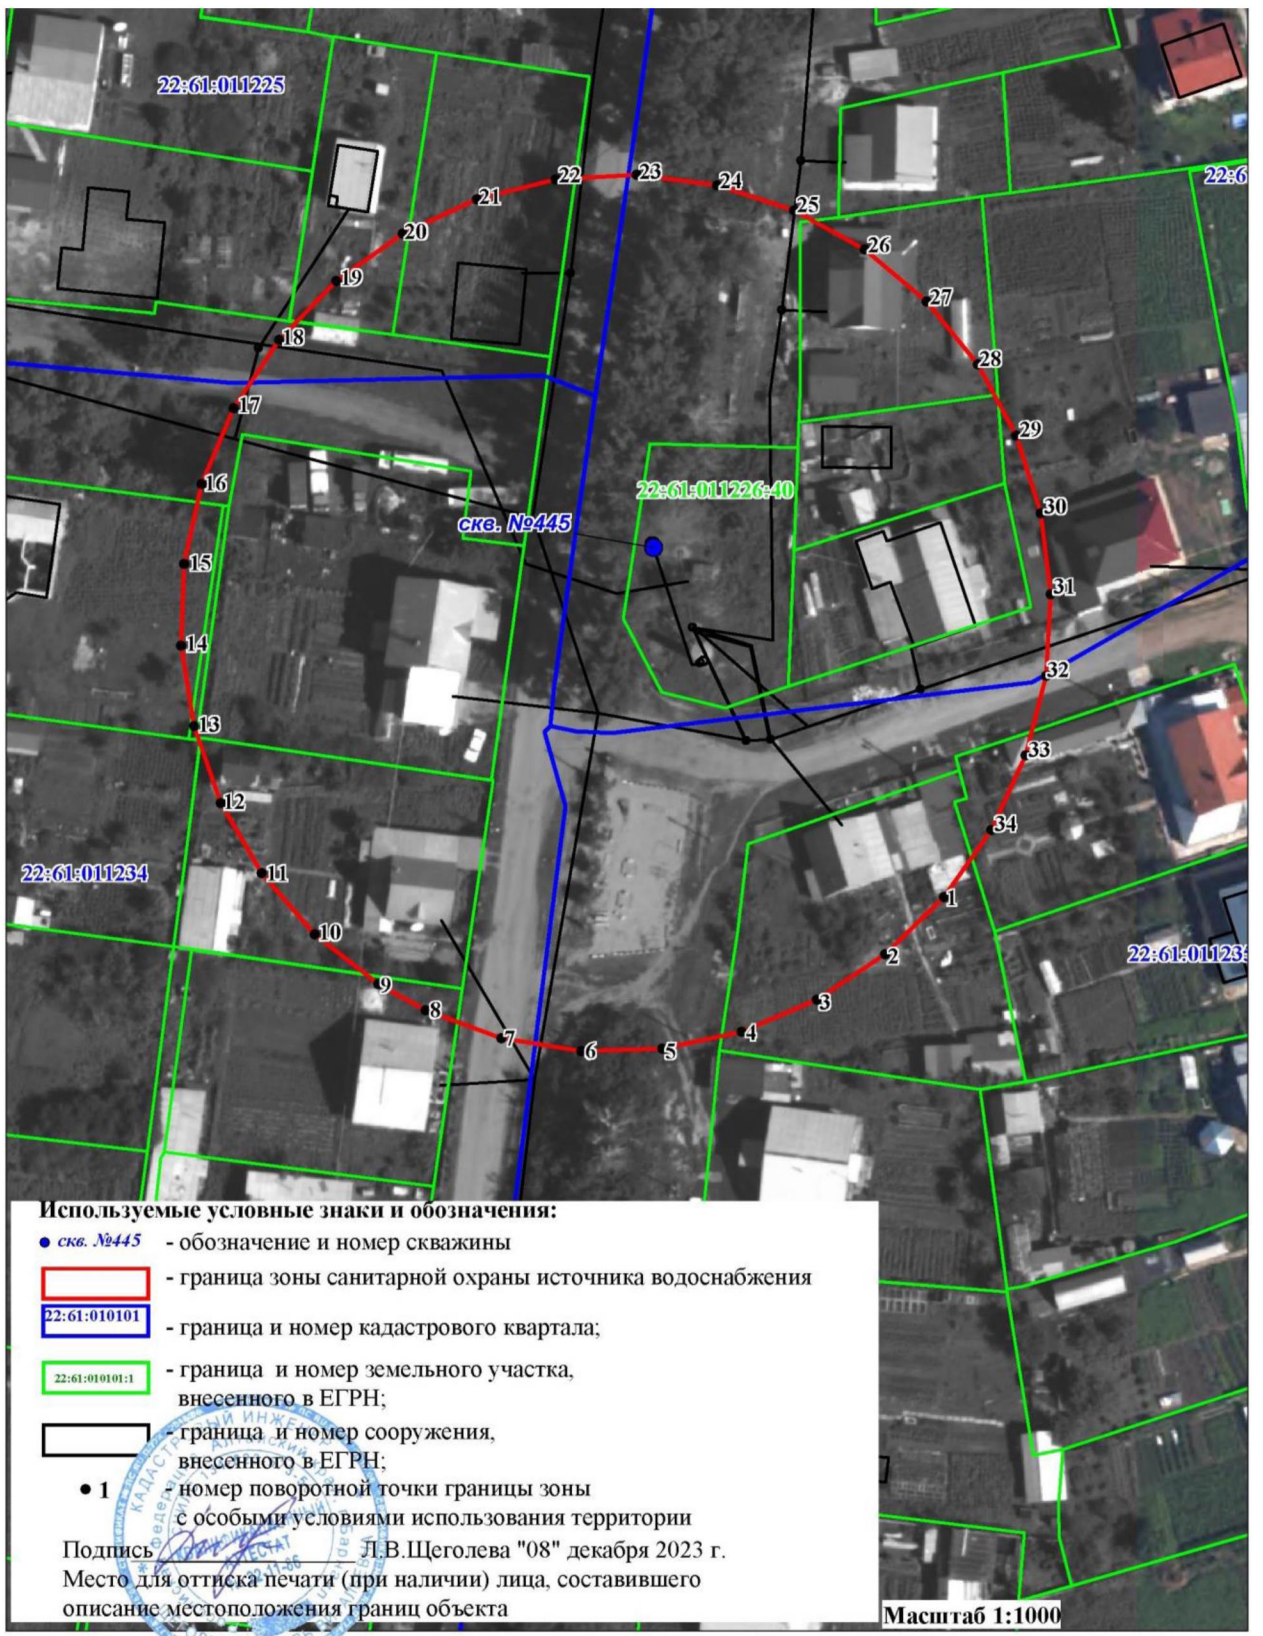 22:61:011225
22
23
24
22:6
21
25
20
26
19
27
18
28
17
29
16
22:61:011226:40
30
скв. №445
15
31
14
32
13
33
12
34
22:61:011234
11
1
10
2
22:61:01123
9
3
8
4
7
6
5
Используемые условные знаки и обозначения:
скв. №445 - обозначение и номер скважины
- граница зоны санитарной охраны источника водоснабжения
22:61:010101
- граница и номер кадастрового квартала;
22:61:010101:1
- граница и номер земельного участка,
внесенного в ЕГРН;
- граница и номер сооружения,
внесенного в ЕГРН;
1 - номер поворотной точки границы зоны
с особыми условиями использования территории
Подпись Л.В.Щеголева "08" декабря 2023 г.
Место для оттиска печати (при наличии) лица, составившего
описание местоположения границ объекта
Масштаб 1:1000
КАДАСТРОВЫЙ ИНЖЕНЕР